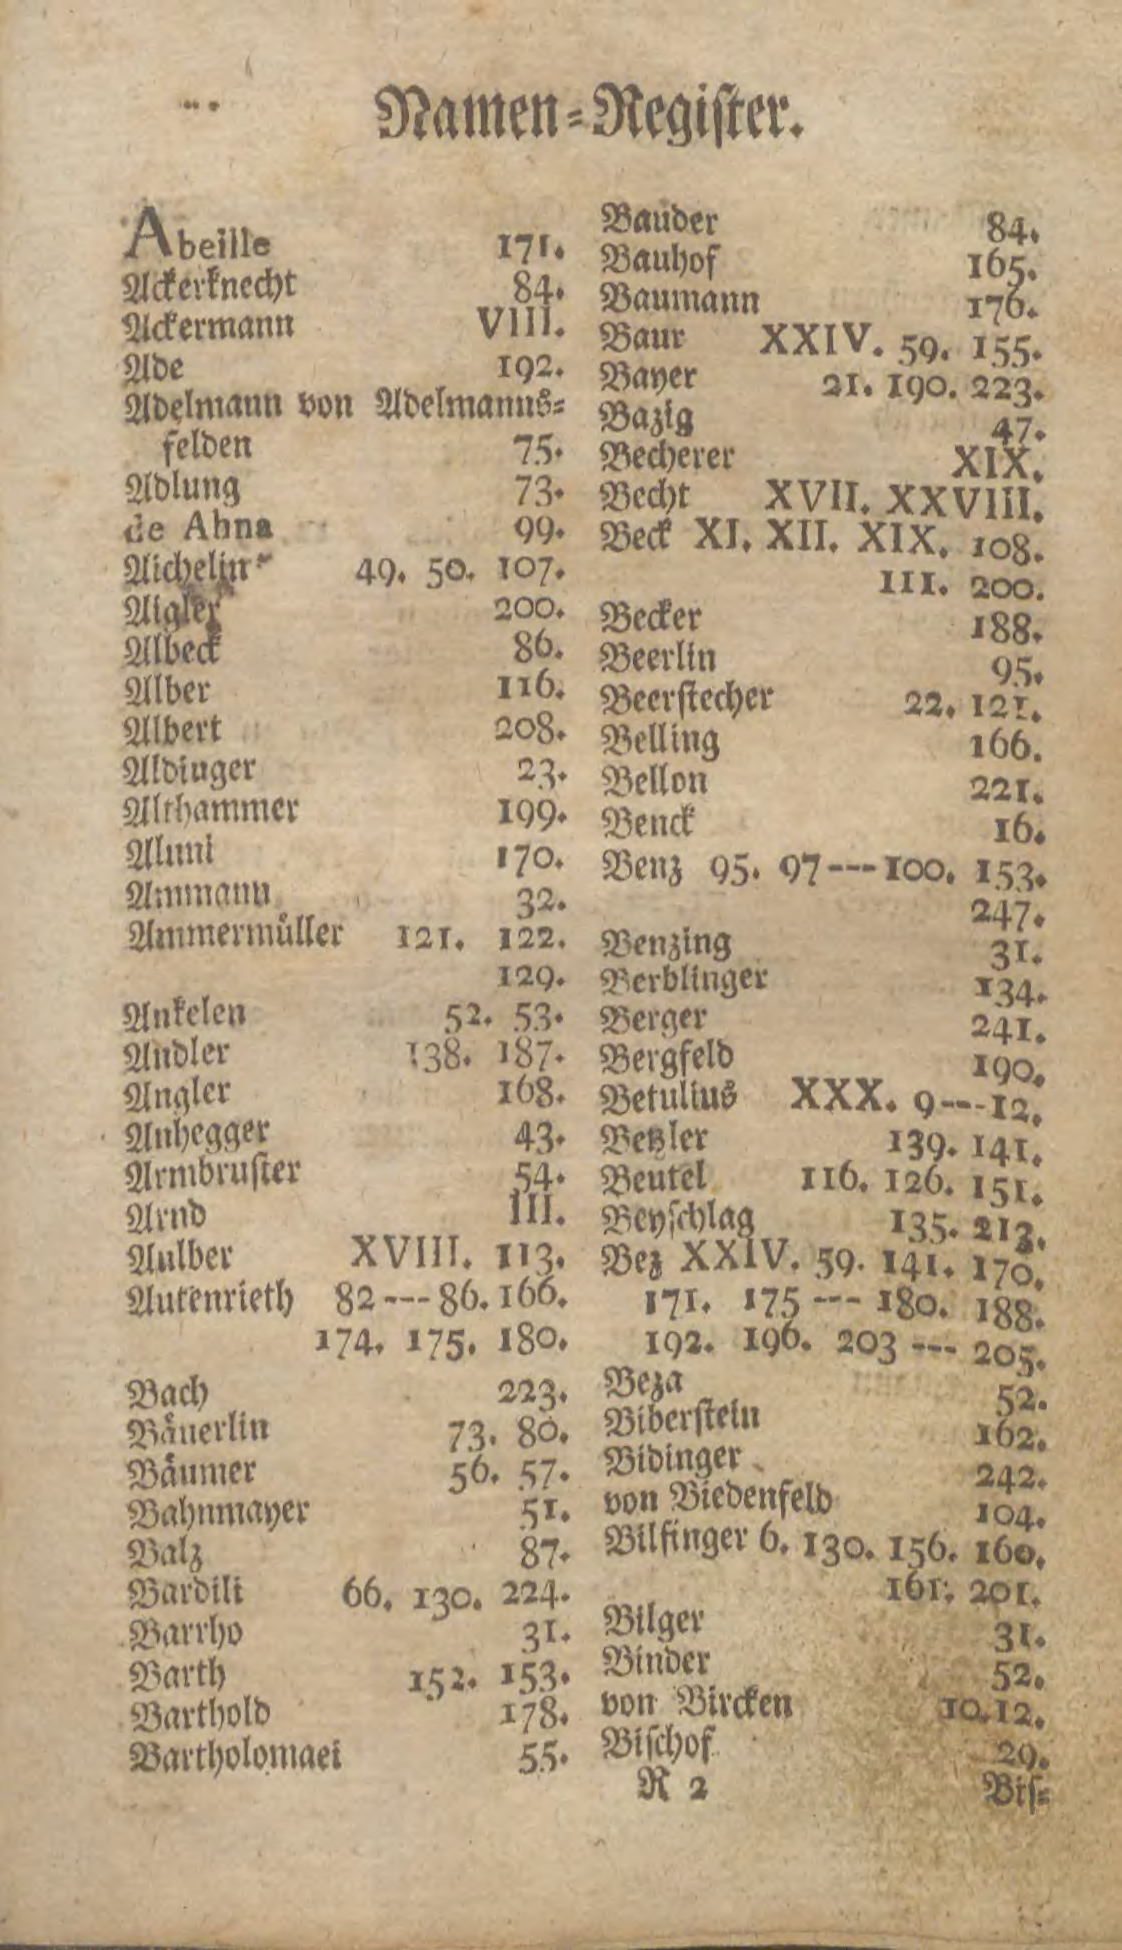 Namen-Regiſter.
Abeille 171.
Ackerknecht 84.
Ackermann VIII.
Ade 192.
Adelmann von Adelmanns-
felden 75.
Adlung 73.
de Ahna 99.
Aichelin 49. 50. 107.
Aigler 200.
Albeck 86.
Alber 116.
Albert 208.
Aldinger 23.
Althammer 199.
Alumi 170.
Ammann 32.
Ammermüller 121. 122.
129.
Ankelen 52. 53.
Andler 138. 187.
Angler 168.
Anhegger 43.
Armbruſter 54.
Arnd III.
Aulber XVIII. 113.
Autenrieth 82---86. 166.
174. 175. 180.
Bach 223.
Bäuerlin 73. 80.
Bäumer 56. 57.
Bahnmayer 51.
Balz 87.
Bardili 66. 130. 224.
Barrho 31.
Barth 152. 153.
Barthold 178.
Bartholomaei 55.
Bauder 84.
Bauhof 165.
Baumann 176.
Baur XXIV. 59. 155.
Bayer 21. 190. 223.
Bazig 47.
Becherer XIX.
Becht XVII. XXVIII.
Beck XI. XII. XIX. 108.
111. 200.
Becker 188.
Beerlin 95.
Beerſtecher 22. 121.
Belling 166.
Bellon 221.
Benck 16.
Benz 95. 97---100. 153.
247.
Benzing 31.
Berblinger 134.
Berger 241.
Bergfeld 190.
Betulius XXX. 9---12.
Betzler 139. 141.
Beutel 116. 126. 151.
Beyſchlag 135. 213.
Bez XXIV. 59. 141. 170.
171. 175---180. 188.
192. 196. 203---205.
Beza 52.
Biberſtein 162.
Bidinger 242.
von Biedenfeld 104.
Bilfinger 6. 130. 156. 160.
161. 201.
Bilger 31.
Binder 52.
von Bircken 10.12.
Biſchof 29.
R 2 Biſ-